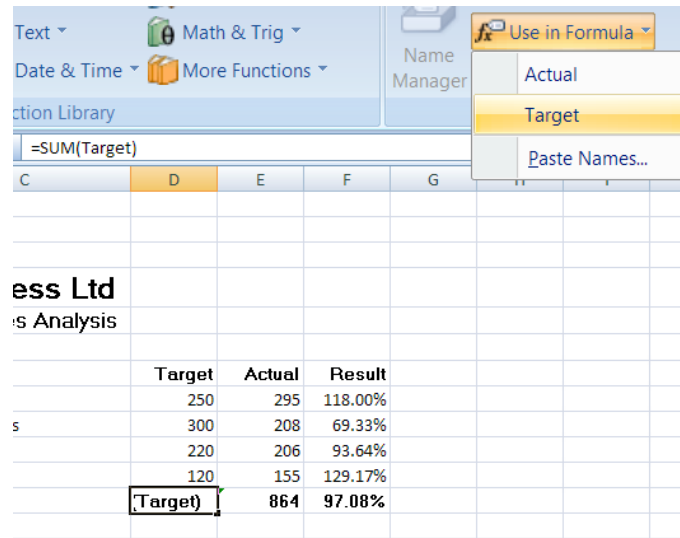 Text
Math & Trig
Date & Time
More Functions
ction Library
Name
Manager
Use in Formula
Actual
Target
Paste Names...
=SUM(Target)
C D E F G
ess Ltd
s Analysis
Target Actual Result
250 295 118.00%
s 300 208 69.33%
220 206 93.64%
120 155 129.17%
(Target) 864 97.08%